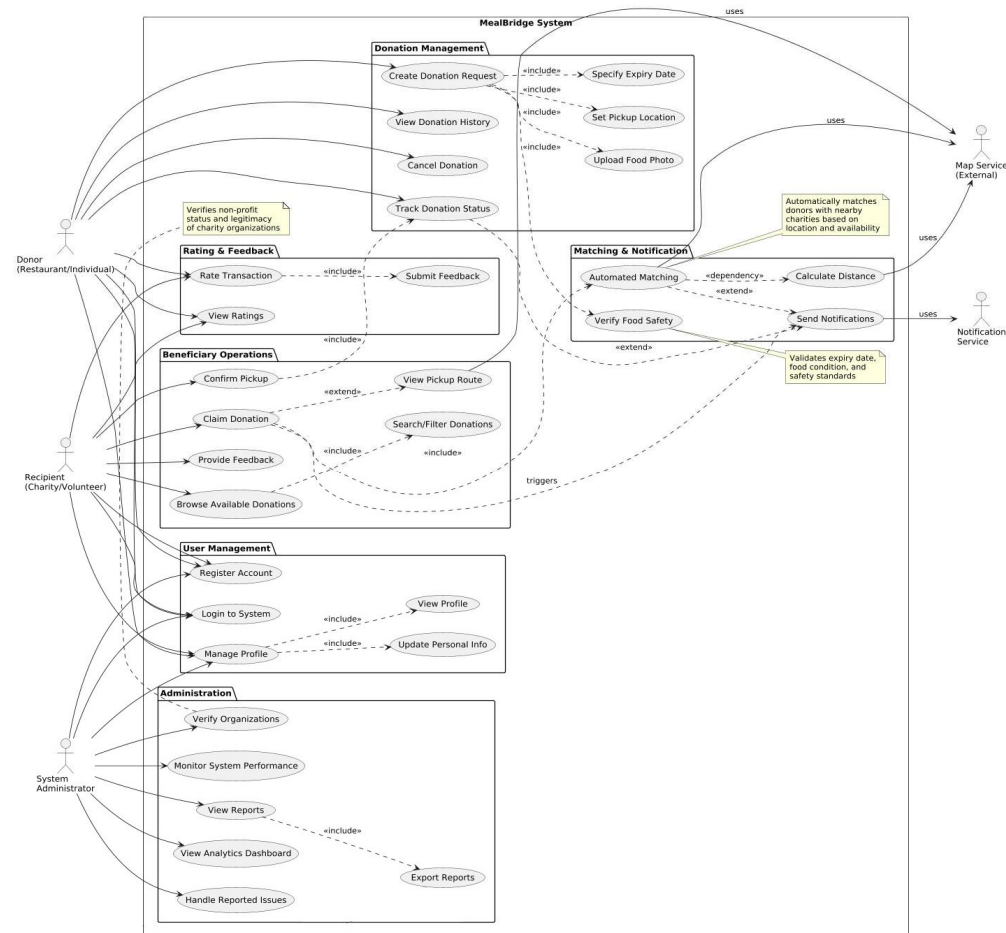 MealBridge System
uses
Donation Management
Create Donation Request
«include»
Specify Expiry Date
«include»
Set Pickup Location
«include»
View Donation History
«include»
Upload Food Photo
Cancel Donation
Track Donation Status
uses
Map Service
(External)
Verifies non-profit
status and legitimacy
of charity organizations
Automatically matches
donors with nearby
charities based on
location and availability
Donor
(Restaurant/Individual)
Rating & Feedback
Rate Transaction
«include»
Submit Feedback
View Ratings
«include»
Matching & Notification
Automated Matching
«dependency»
Calculate Distance
«extend»
Verify Food Safety
Send Notifications
«extend»
uses
uses
Notification
Service
Validates expiry date,
food condition, and
safety standards
Beneficiary Operations
Confirm Pickup
View Pickup Route
«extend»
Claim Donation
Search/Filter Donations
«include»
«include»
Provide Feedback
Browse Available Donations
triggers
Recipient
(Charity/Volunteer)
User Management
Register Account
View Profile
Login to System
«include»
«include»
Update Personal Info
Manage Profile
Administration
Verify Organizations
Monitor System Performance
View Reports
«include»
View Analytics Dashboard
Export Reports
Handle Reported Issues
System
Administrator